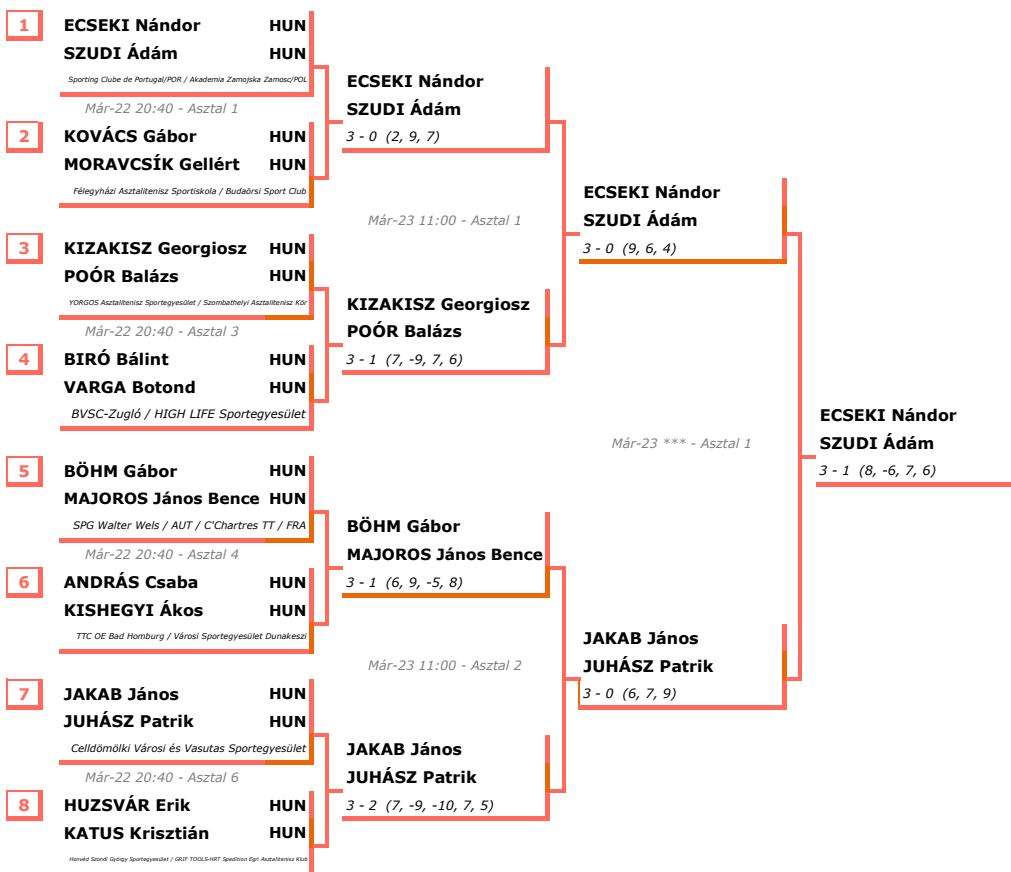 1
ECSEKI Nándor HUN
SZUDI Ádám HUN
Sporting Clube de Portugal/POR / Akademia Zamojska Zamosc/POL
Már-22 20:40 - Asztal 1
2
KOVÁCS Gábor HUN
MORAVCSÍK Gellért HUN
Félegyházi Asztalitenisz Sportiskola / Budaörsi Sport Club
3
KIZAKISZ Georgiosz HUN
POÓR Balázs HUN
YORGOS Asztalitenisz Sportegyesület / Szombathelyi Asztalitenisz Kör
Már-22 20:40 - Asztal 3
4
BIRÓ Bálint HUN
VARGA Botond HUN
BVSC-Zugló / HIGH LIFE Sportegyesület
5
BÖHM Gábor HUN
MAJOROS János Bence HUN
SPG Walter Wels / AUT / C'Chartres TT / FRA
Már-22 20:40 - Asztal 4
6
ANDRÁS Csaba HUN
KISHEGYI Ákos HUN
TTC OE Bad Homburg / Városi Sportegyesület Dunakeszi
7
JAKAB János HUN
JUHÁSZ Patrik HUN
Celldömölki Városi és Vasutas Sportegyesület
Már-22 20:40 - Asztal 6
8
HUZSVÁR Erik HUN
KATUS Krisztián HUN
Honvéd Szondi György Sportegyesület / GRIF TOOLS-HRT Spedition Egri Asztalitenisz Klub
ECSEKI Nándor
SZUDI Ádám
3 - 0 (2, 9, 7)
Már-23 11:00 - Asztal 1
KIZAKISZ Georgiosz
POÓR Balázs
3 - 1 (7, -9, 7, 6)
BÖHM Gábor
MAJOROS János Bence
3 - 1 (6, 9, -5, 8)
Már-23 11:00 - Asztal 2
JAKAB János
JUHÁSZ Patrik
3 - 2 (7, -9, -10, 7, 5)
ECSEKI Nándor
SZUDI Ádám
3 - 0 (9, 6, 4)
Már-23 *** - Asztal 1
JAKAB János
JUHÁSZ Patrik
3 - 0 (6, 7, 9)
ECSEKI Nándor
SZUDI Ádám
3 - 1 (8, -6, 7, 6)